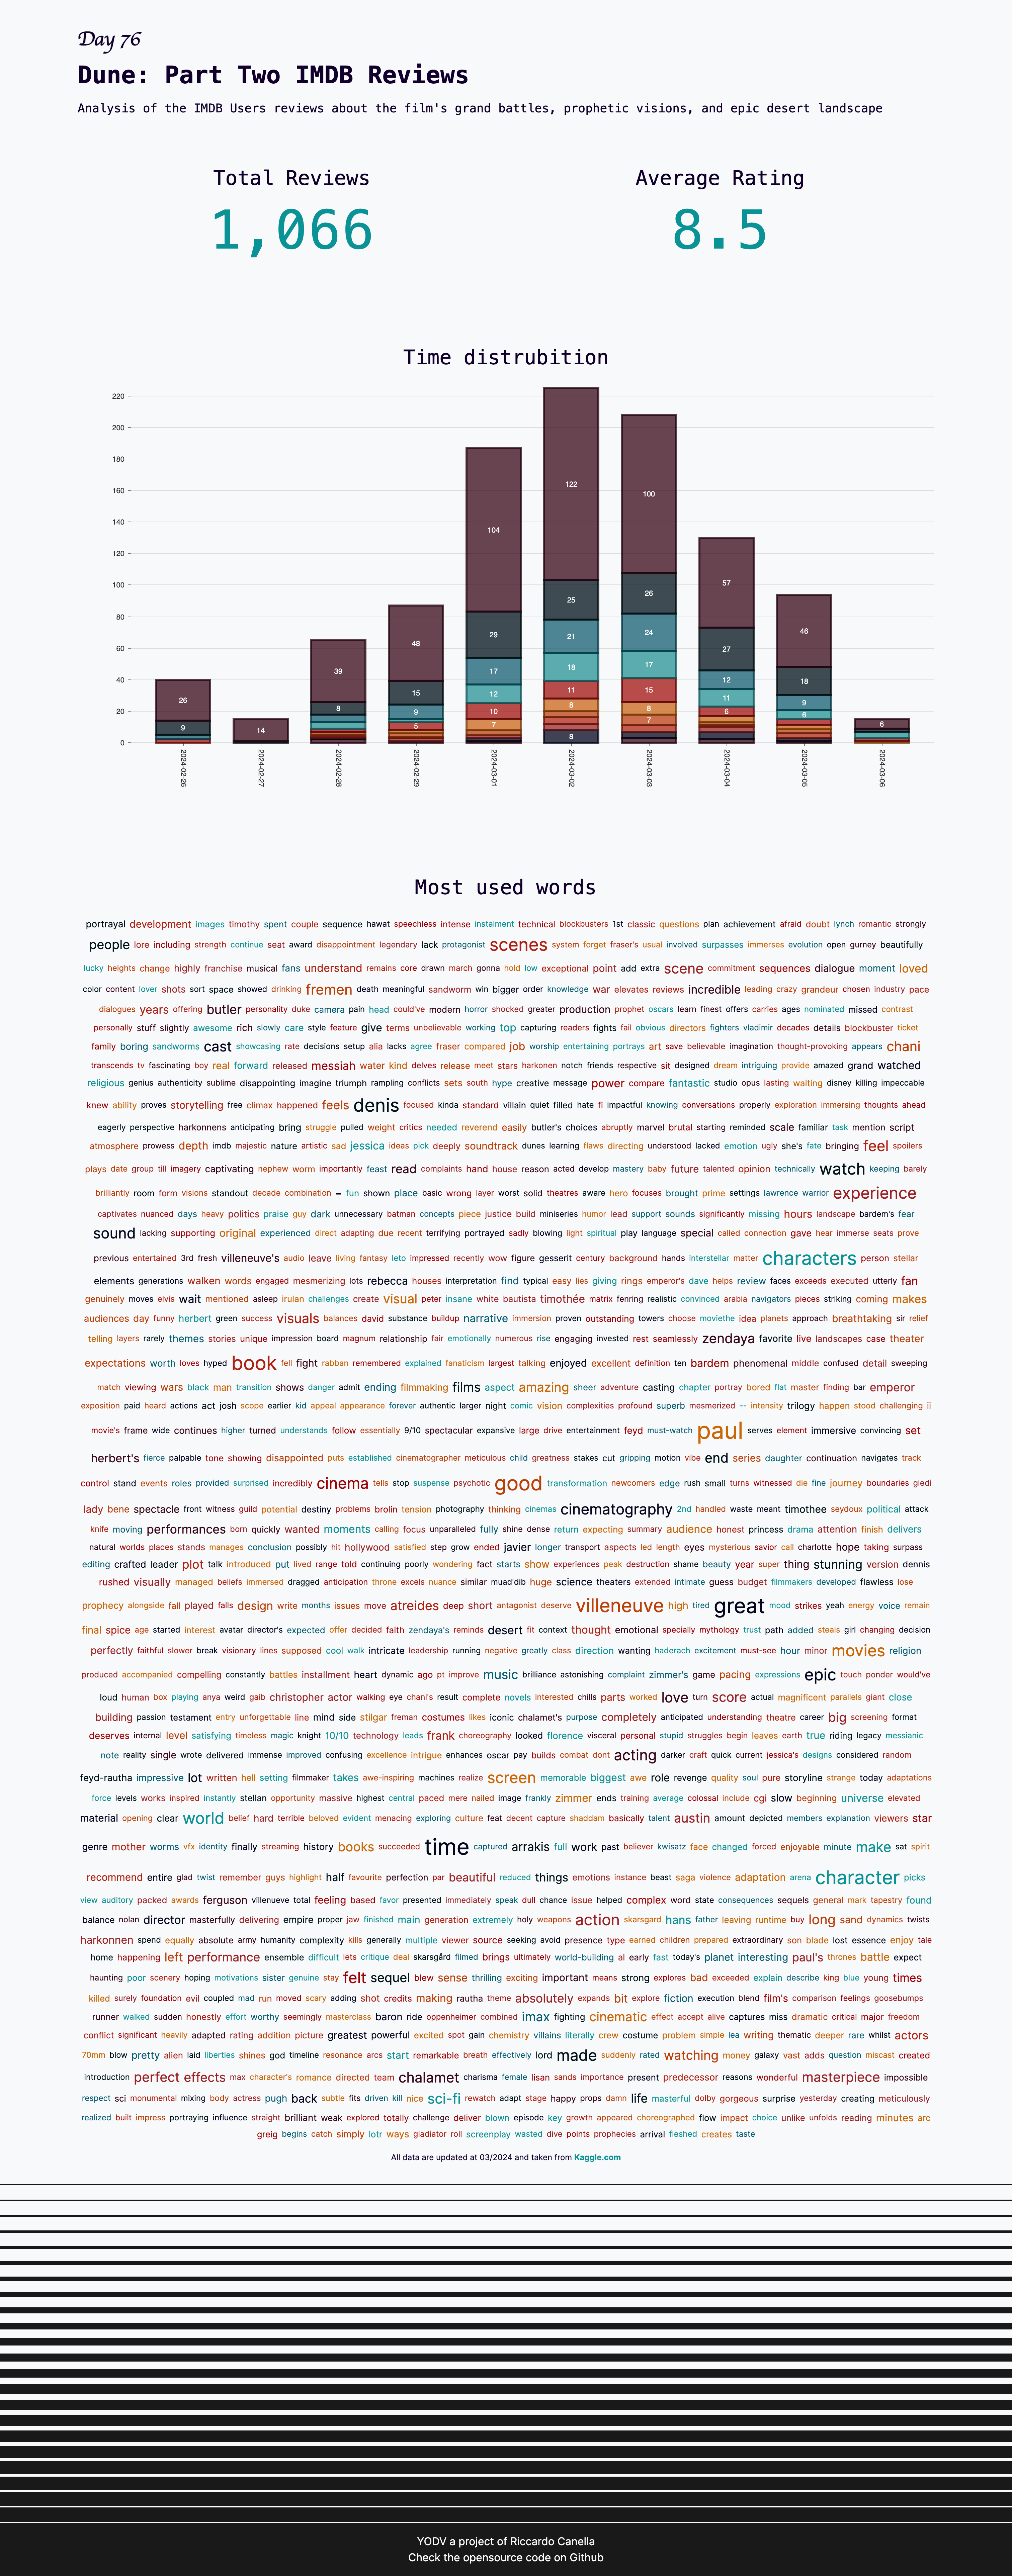 Day 76
Dune: Part Two IMDB Reviews
Analysis of the IMDB Users reviews about the film's grand battles, prophetic visions, and epic desert landscape
Total Reviews Average Rating
1,066 8.5
Time distrubition
220
200
180
160
140
120
100
80
60
40
20
0
26 9
14
39 8
48 15 9 5
104 29 17 12 10 7
122 25 21 18 11 8 8
100 26 24 17 15 8 7
57 27 12 11 6
46 18 9 6
6
2024-02-26 2024-02-27 2024-02-28 2024-02-29 2024-03-01 2024-03-02 2024-03-03 2024-03-04 2024-03-05 2024-03-06
Most used words
portrayal development images timothy spent couple sequence hawat speechless intense instalment technical blockbusters 1st classic questions plan achievement afraid doubt lynch romantic strongly
people lore including strength continue seat award disappointment legendary lack protagonist scenes system forget fraser's usual involved surpasses immerses evolution open gurney beautifully
lucky heights change highly franchise musical fans understand remains core drawn march gonna hold low exceptional point add extra scene commitment sequences dialogue moment loved
color content lover shots sort space showed drinking fremen death meaningful sandworm win bigger order knowledge war elevates reviews incredible leading crazy grandeur chosen industry pace
dialogues years offering butler personality duke camera pain head could've modern horror shocked greater production prophet oscars learn finest offers carries ages nominated missed contrast
personally stuff slightly awesome rich slowly care style feature give terms unbelievable working top capturing readers fights fail obvious directors fighters vladimir decades details blockbuster ticket
family boring sandworms cast showcasing rate decisions setup alia lacks agree fraser compared job worship entertaining portrays art save believable imagination thought-provoking appears chani
transcends tv fascinating boy real forward released messiah water kind delves release meet stars harkonen notch friends respective sit designed dream intriguing provide amazed grand watched
religious genius authenticity sublime disappointing imagine triumph rampling conflicts sets south hype creative message power compare fantastic studio opus lasting waiting disney killing impeccable
knew ability proves storytelling free climax happened feels denis focused kinda standard villain quiet filled hate fi impactful knowing conversations properly exploration immersing thoughts ahead
eagerly perspective harkonnens anticipating bring struggle pulled weight critics needed reverend easily butler's choices abruptly marvel brutal starting reminded scale familiar task mention script
atmosphere prowess depth imdb majestic nature artistic sad jessica ideas pick deeply soundtrack dunes learning flaws directing understood lacked emotion ugly she's fate bringing feel spoilers
plays date group till imagery captivating nephew worm importantly feast read complaints hand house reason acted develop mastery baby future talented opinion technically watch keeping barely
brilliantly room form visions standout decade combination – fun shown place basic wrong layer worst solid theatres aware hero focuses brought prime settings lawrence warrior experience
captivates nuanced days heavy politics praise guy dark unnecessary batman concepts piece justice build miniseries humor lead support sounds significantly missing hours landscape bardem's fear
sound lacking supporting original experienced direct adapting due recent terrifying portrayed sadly blowing light spiritual play language special called connection gave hear immerse seats prove
previous entertained 3rd fresh villeneuve's audio leave living fantasy leto impressed recently wow figure gesserit century background hands interstellar matter characters person stellar
elements generations walken words engaged mesmerizing lots rebecca houses interpretation find typical easy lies giving rings emperor's dave helps review faces exceeds executed utterly fan
genuinely moves elvis wait mentioned asleep irulan challenges create visual peter insane white bautista timothée matrix fenring realistic convinced arabia navigators pieces striking coming makes
audiences day funny herbert green success visuals balances david substance buildup narrative immersion proven outstanding towers choose moviethe idea planets approach breathtaking sir relief
telling layers rarely themes stories unique impression board magnum relationship fair emotionally numerous rise engaging invested rest seamlessly zendaya favorite live landscapes case theater
expectations worth loves hyped book fell fight rabban remembered explained fanaticism largest talking enjoyed excellent definition ten bardem phenomenal middle confused detail sweeping
match viewing wars black man transition shows danger admit ending filmmaking films aspect amazing sheer adventure casting chapter portray bored flat master finding bar emperor
exposition paid heard actions act josh scope earlier kid appeal appearance forever authentic larger night comic vision complexities profound superb mesmerized -- intensity trilogy happen stood challenging ii
movie's frame wide continues higher turned understands follow essentially 9/10 spectacular expansive large drive entertainment feyd must-watch paul serves element immersive convincing set
herbert's fierce palpable tone showing disappointed puts established cinematographer meticulous child greatness stakes cut gripping motion vibe end series daughter continuation navigates track
control stand events roles provided surprised incredibly cinema tells stop suspense psychotic good transformation newcomers edge rush small turns witnessed die fine journey boundaries giedi
lady bene spectacle front witness guild potential destiny problems brolin tension photography thinking cinemas cinematography 2nd handled waste meant timothee seydoux political attack
knife moving performances born quickly wanted moments calling focus unparalleled fully shine dense return expecting summary audience honest princess drama attention finish delivers
natural worlds places stands manages conclusion possibly hit hollywood satisfied step grow ended javier longer transport aspects led length eyes mysterious savior call charlotte hope taking surpass
editing crafted leader plot talk introduced put lived range told continuing poorly wondering fact starts show experiences peak destruction shame beauty year super thing stunning version dennis
rushed visually managed beliefs immersed dragged anticipation throne excels nuance similar muad'dib huge science theaters extended intimate guess budget filmmakers developed flawless lose
prophecy alongside fall played falls design write months issues move atreides deep short antagonist deserve villeneuve high tired great mood strikes yeah energy voice remain
final spice age started interest avatar director's expected offer decided faith zendaya's reminds desert fit context thought emotional specially mythology trust path added steals girl changing decision
perfectly faithful slower break visionary lines supposed cool walk intricate leadership running negative greatly class direction wanting haderach excitement must-see hour minor movies religion
produced accompanied compelling constantly battles installment heart dynamic ago pt improve music brilliance astonishing complaint zimmer's game pacing expressions epic touch ponder would've
loud human box playing anya weird gaib christopher actor walking eye chani's result complete novels interested chills parts worked love turn score actual magnificent parallels giant close
building passion testament entry unforgettable line mind side stilgar freman costumes likes iconic chalamet's purpose completely anticipated understanding theatre career big screening format
deserves internal level satisfying timeless magic knight 10/10 technology leads frank choreography looked florence visceral personal stupid struggles begin leaves earth true riding legacy messianic
note reality single wrote delivered immense improved confusing excellence intrigue enhances oscar pay builds combat dont acting darker craft quick current jessica's designs considered random
feyd-rautha impressive lot written hell setting filmmaker takes awe-inspiring machines realize screen memorable biggest awe role revenge quality soul pure storyline strange today adaptations
force levels works inspired instantly stellan opportunity massive highest central paced mere nailed image frankly zimmer ends training average colossal include cgi slow beginning universe elevated
material opening clear world belief hard terrible beloved evident menacing exploring culture feat decent capture shaddam basically talent austin amount depicted members explanation viewers star
genre mother worms vfx identity finally streaming history books succeeded time captured arrakis full work past believer kwisatz face changed forced enjoyable minute make sat spirit
recommend entire glad twist remember guys highlight half favourite perfection par beautiful reduced things emotions instance beast saga violence adaptation arena character picks
view auditory packed awards ferguson villenueve total feeling based favor presented immediately speak dull chance issue helped complex word state consequences sequels general mark tapestry found
balance nolan director masterfully delivering empire proper jaw finished main generation extremely holy weapons action skarsgard hans father leaving runtime buy long sand dynamics twists
harkonnen spend equally absolute army humanity complexity kills generally multiple viewer source seeking avoid presence type earned children prepared extraordinary son blade lost essence enjoy tale
home happening left performance ensemble difficult lets critique deal skarsgård filmed brings ultimately world-building al early fast today's planet interesting paul's thrones battle expect
haunting poor scenery hoping motivations sister genuine stay felt sequel blew sense thrilling exciting important means strong explores bad exceeded explain describe king blue young times
killed surely foundation evil coupled mad run moved scary adding shot credits making rautha theme absolutely expands bit explore fiction execution blend film's comparison feelings goosebumps
runner walked sudden honestly effort worthy seemingly masterclass baron ride oppenheimer combined imax fighting cinematic effect accept alive captures miss dramatic critical major freedom
conflict significant heavily adapted rating addition picture greatest powerful excited spot gain chemistry villains literally crew costume problem simple lea writing thematic deeper rare whilst actors
70mm blow pretty alien laid liberties shines god timeline resonance arcs start remarkable breath effectively lord made suddenly rated watching money galaxy vast adds question miscast created
introduction perfect effects max character's romance directed team chalamet charisma female lisan sands importance present predecessor reasons wonderful masterpiece impossible
respect sci monumental mixing body actress pugh back subtle fits driven kill nice sci-fi rewatch adapt stage happy props damn life masterful dolby gorgeous surprise yesterday creating meticulously
realized built impress portraying influence straight brilliant weak explored totally challenge deliver blown episode key growth appeared choreographed flow impact choice unlike unfolds reading minutes arc
greig begins catch simply lotr ways gladiator roll screenplay wasted dive points prophecies arrival fleshed creates taste
All data are updated at 03/2024 and taken from Kaggle.com
YODV a project of Riccardo Canella
Check the opensource code on Github